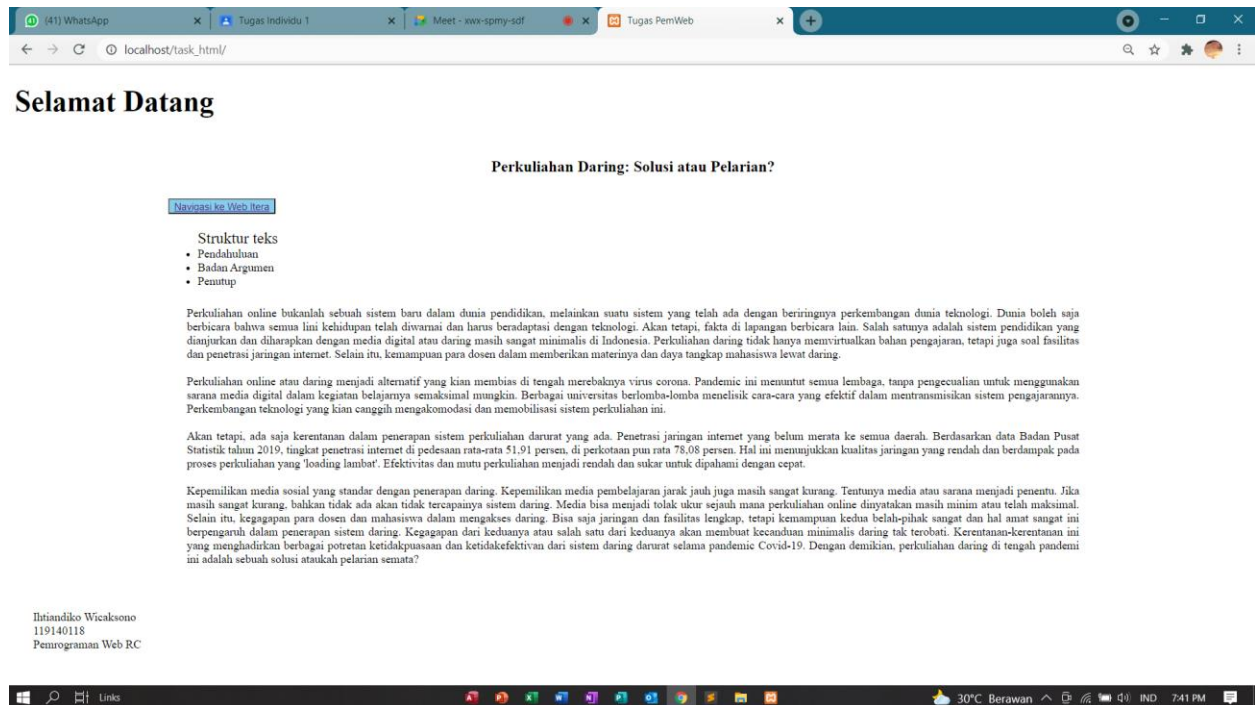 (41) WhatsApp
Tugas Individu 1
Meet - xwx-spmy-sdf
Tugas PemWeb
localhost/task_html/
Selamat Datang
Perkuliahan Daring: Solusi atau Pelarian?
Navigasi ke Web Itera
Struktur teks
Pendahuluan
Badan Argumen
Penutup
Perkuliahan online bukanlah sebuah sistem baru dalam dunia pendidikan, melainkan suatu sistem yang telah ada dengan beriringnya perkembangan dunia teknologi. Dunia boleh saja
berbicara bahwa semua lini kehidupan telah diwarnai dan harus beradaptasi dengan teknologi. Akan tetapi, fakta di lapangan berbicara lain. Salah satunya adalah sistem pendidikan yang
dianjurkan dan diharapkan dengan media digital atau daring masih sangat minimalis di Indonesia. Perkuliahan daring tidak hanya memvirtualkan bahan pengajaran, tetapi juga soal fasilitas
dan penetrasi jaringan internet. Selain itu, kemampuan para dosen dalam memberikan materinya dan daya tangkap mahasiswa lewat daring.
Perkuliahan online atau daring menjadi alternatif yang kian membias di tengah merebaknya virus corona. Pandemic ini menuntut semua lembaga, tanpa pengecualian untuk menggunakan
sarana media digital dalam kegiatan belajarnya semaksimal mungkin. Berbagai universitas berlomba-lomba menelisik cara-cara yang efektif dalam mentransmisikan sistem pengajarannya.
Perkembangan teknologi yang kian canggih mengakomodasi dan memobilisasi sistem perkuliahan ini.
Akan tetapi, ada saja kerentanan dalam penerapan sistem perkuliahan darurat yang ada. Penetrasi jaringan internet yang belum merata ke semua daerah. Berdasarkan data Badan Pusat
Statistik tahun 2019, tingkat penetrasi internet di pedesaan rata-rata 51,91 persen, di perkotaan pun rata 78,08 persen. Hal ini menunjukkan kualitas jaringan yang rendah dan berdampak pada
proses perkuliahan yang 'loading lambat'. Efektivitas dan mutu perkuliahan menjadi rendah dan sukar untuk dipahami dengan cepat.
Kepemilikan media sosial yang standar dengan penerapan daring. Kepemilikan media pembelajaran jarak jauh juga masih sangat kurang. Tentunya media atau sarana menjadi penentu. Jika
masih sangat kurang, bahkan tidak ada akan tidak tercapainya sistem daring. Media bisa menjadi tolak ukur sejauh mana perkuliahan online dinyatakan masih minim atau telah maksimal.
Selain itu, kegagapan para dosen dan mahasiswa dalam mengakses daring. Bisa saja jaringan dan fasilitas lengkap, tetapi kemampuan kedua belah-pihak sangat dan hal amat sangat ini
berpengaruh dalam penerapan sistem daring. Kegagapan dari keduanya atau salah satu dari keduanya akan membuat kecanduan minimalis daring tak terobati. Kerentanan-kerentanan ini
yang menghadirkan berbagai potretan ketidakpuasaan dan ketidakefektivan dari sistem daring darurat selama pandemic Covid-19. Dengan demikian, perkuliahan daring di tengah pandemi
ini adalah sebuah solusi ataukah pelarian semata?
Ihtiandiko Wicaksono
119140118
Pemrograman Web RC
Links
30°C Berawan
IND
7:41 PM